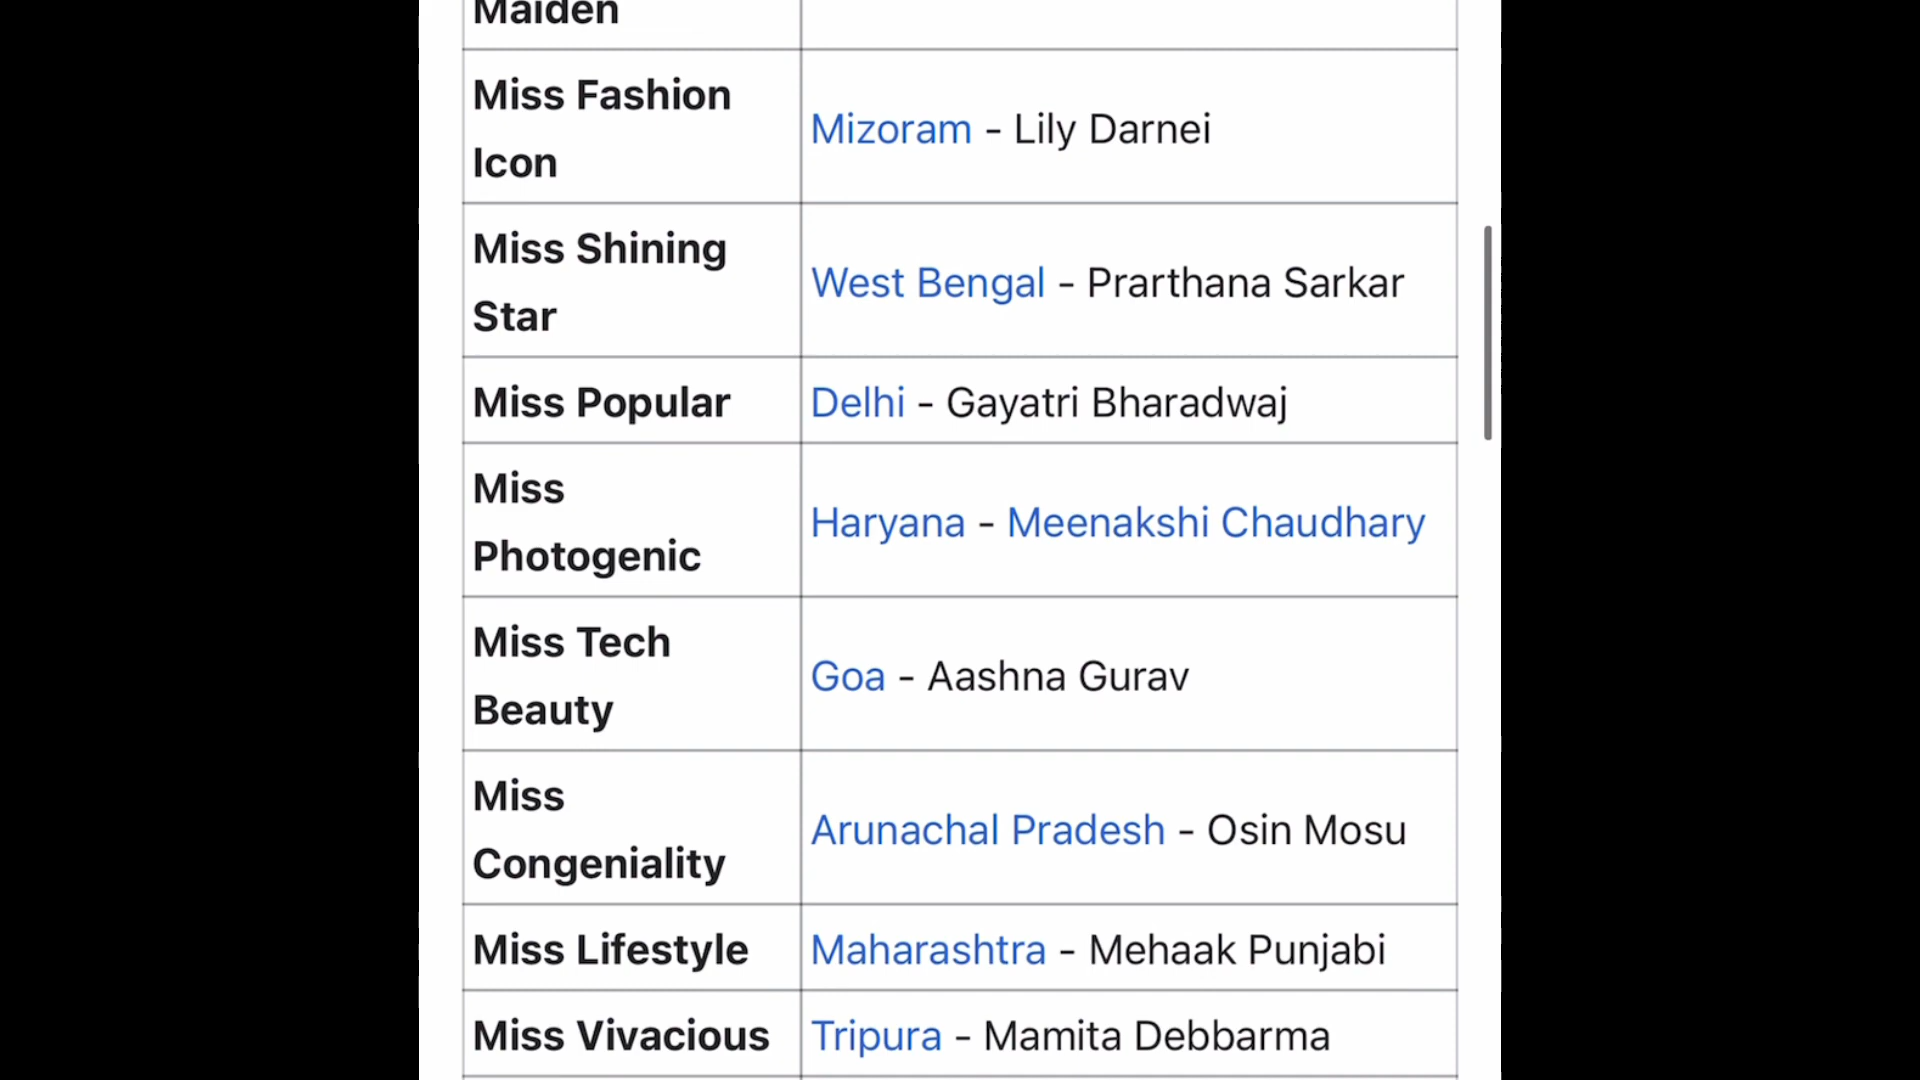 Maiden
Miss Fashion
Icon
Mizoram - Lily Darnei
Miss Shining
Star
West Bengal - Prarthana Sarkar
Miss Popular
Delhi - Gayatri Bharadwaj
Miss
Photogenic
Haryana - Meenakshi Chaudhary
Miss Tech
Beauty
Goa - Aashna Gurav
Miss
Congeniality
Arunachal Pradesh - Osin Mosu
Miss Lifestyle
Maharashtra - Mehaak Punjabi
Miss Vivacious
Tripura - Mamita Debbarma